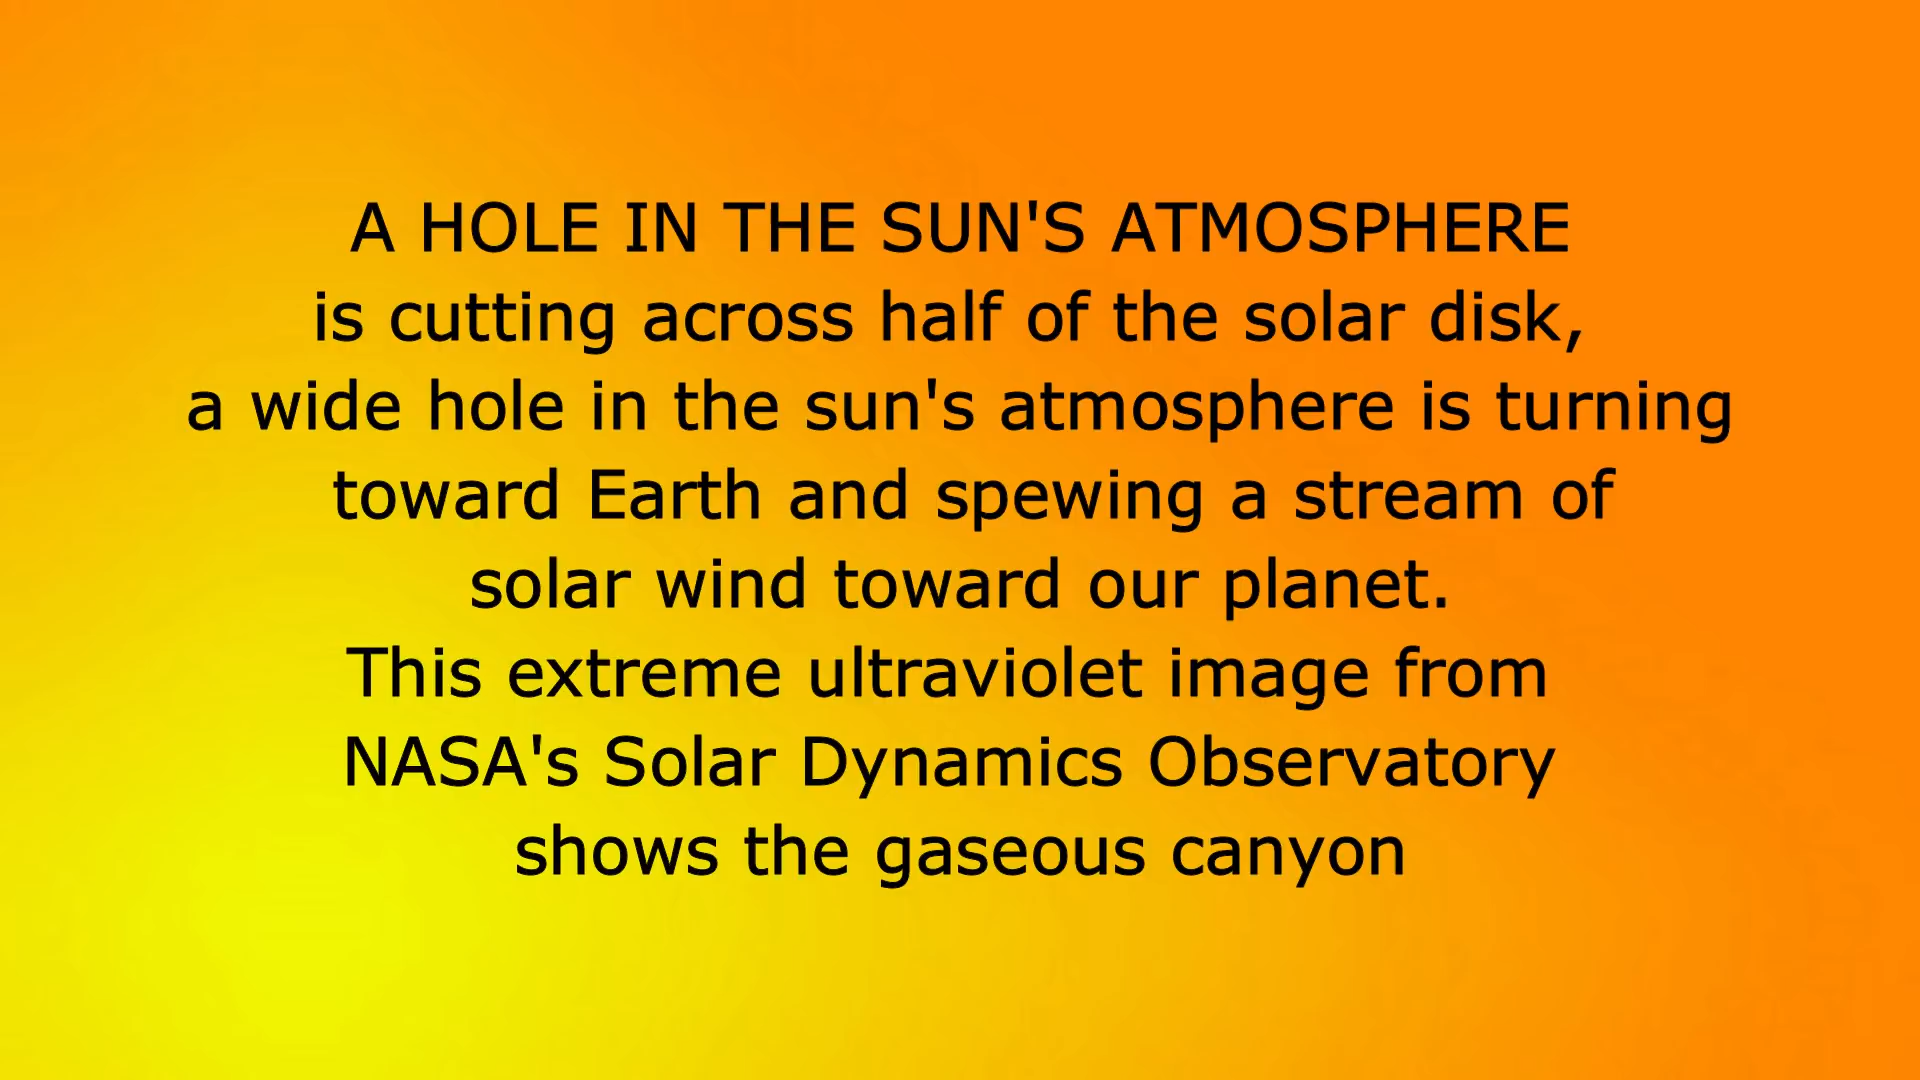 A HOLE IN THE SUN'S ATMOSPHERE
is cutting across half of the solar disk,
a wide hole in the sun's atmosphere is turning
toward Earth and spewing a stream of
solar wind toward our planet.
This extreme ultraviolet image from
NASA's Solar Dynamics Observatory
shows the gaseous canyon